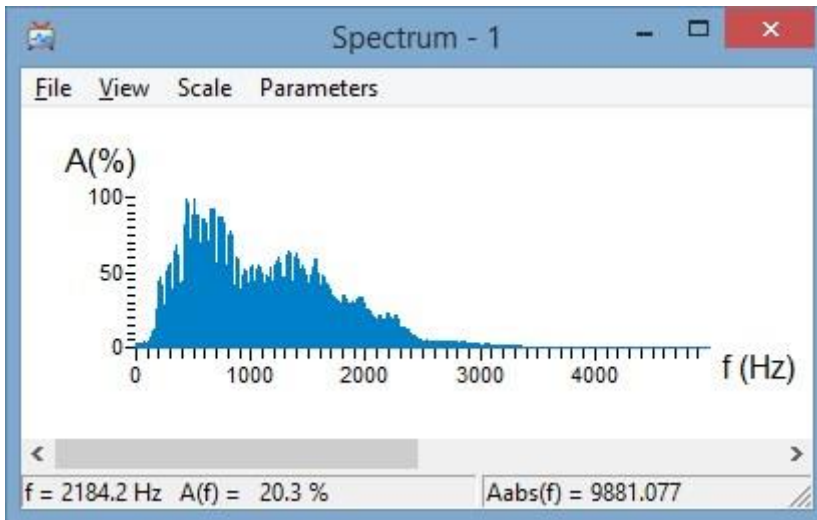 Spectrum - 1
File View Scale Parameters
A(%)
100
50
0
0 1000 2000 3000 4000
f (Hz)
f = 2184.2 Hz A(f) = 20.3 % Aabs(f) = 9881.077